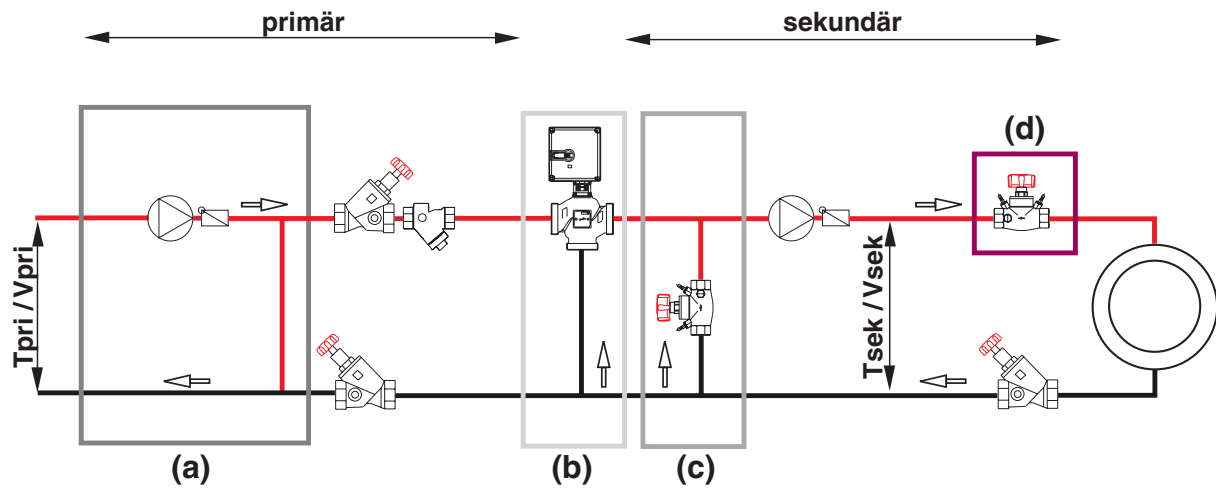 primär
sekundär
(d)
Tpri / Vpri
Tsek / Vsek
(a)
(b)
(c)